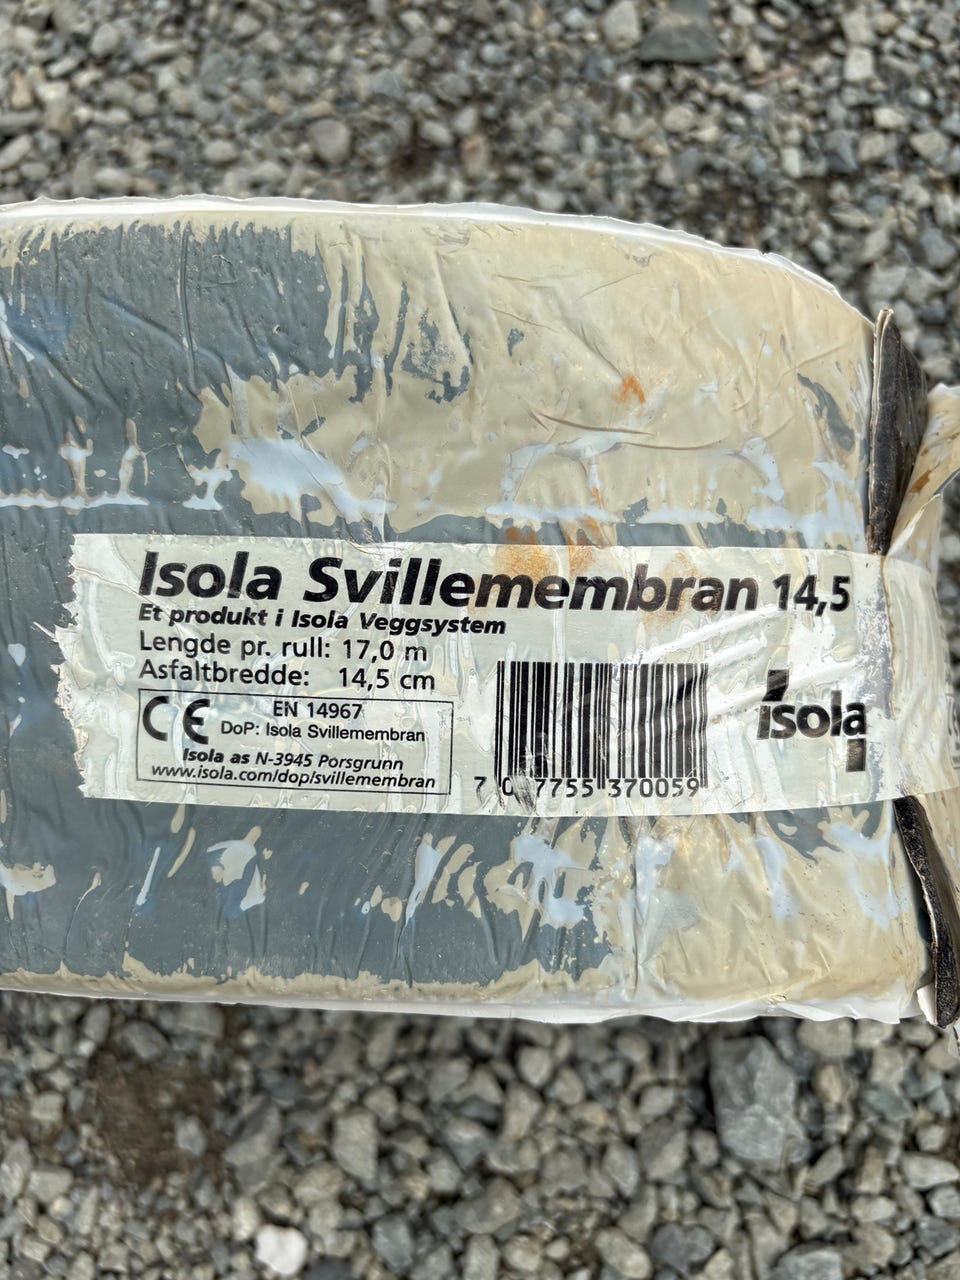 Isola Svillemembran 14,5
Et produkt i Isola Veggsystem
Lengde pr. rull: 17,0 m
Asfaltbredde: 14,5 cm
CE
EN 14967
DoP: Isola Svillemembran
Isola as N-3945 Porsgrunn
www.isola.com/dop/svillemembran
isola